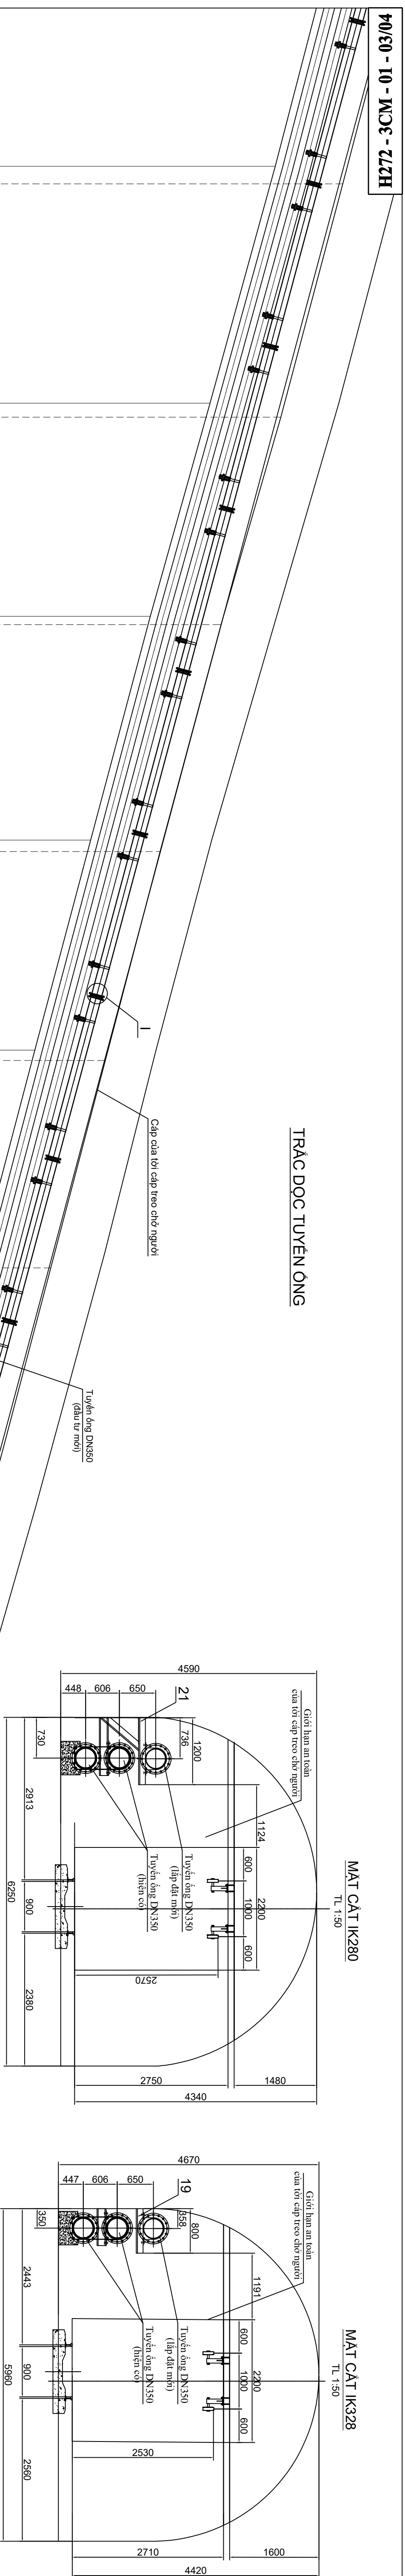 H272 - 3CM - 01 - 03/04
TRẮC DỌC TUYẾN ỐNG
I
Cáp của tời cáp treo chở người
Tuyến ống DN350
(đầu tư mới)
MẶT CẮT IK280
TL 1:50
Giới hạn an toàn
của tời cáp treo chở người
4590
448
606
650
21
736
1200
1124
600
2200
1000
600
Tuyến ống DN350
(lắp đặt mới)
Tuyến ống DN350
(hiện có)
2570
730
2913
900
2380
6250
2750
1480
4340
MẶT CẮT IK328
TL 1:50
Giới hạn an toàn
của tời cáp treo chở người
4670
447
606
650
19
858
800
1191
600
2200
1000
600
Tuyến ống DN350
(lắp đặt mới)
Tuyến ống DN350
(hiện có)
2530
350
2443
900
2560
5960
2710
1600
4420